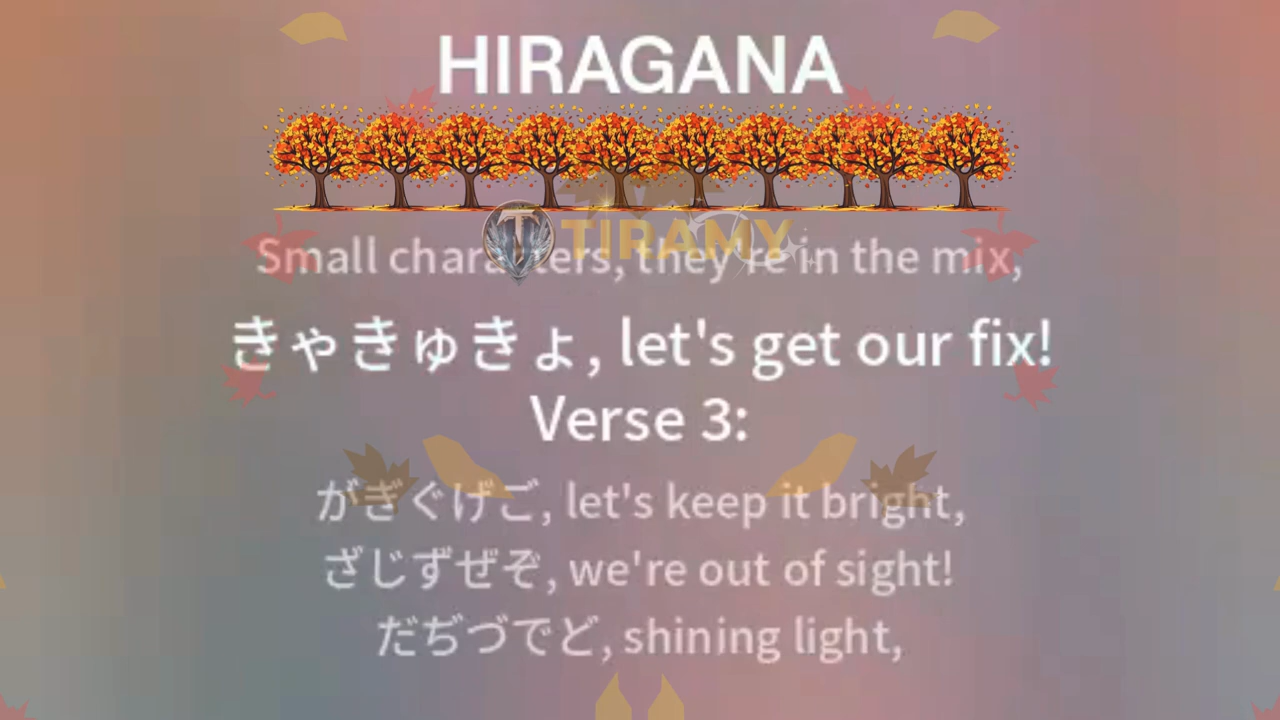 HIRAGANA
TIRAMY
Small characters, they're in the mix,
きゃきゅきょ, let's get our fix!
Verse 3:
がぎぐげご, let's keep it bright,
ざじずぜぞ, we're out of sight!
だぢづでど, shining light,